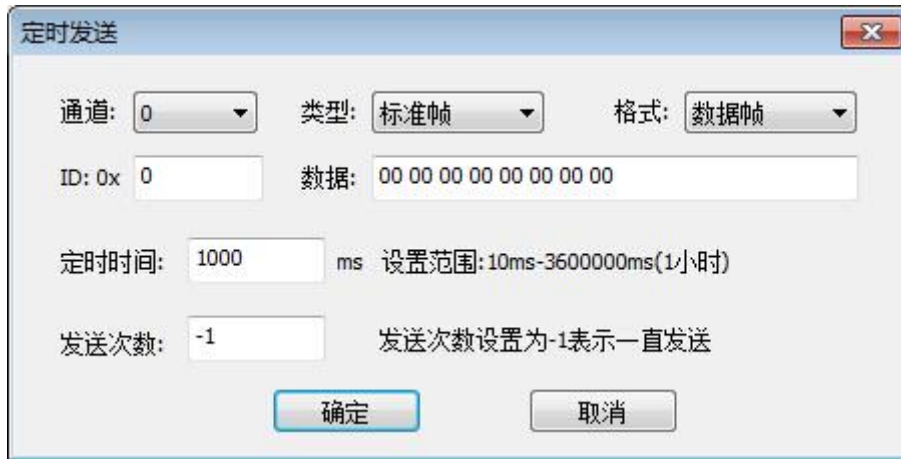 定时发送
通道: 0 类型: 标准帧 格式: 数据帧
ID: 0x 0 数据: 00 00 00 00 00 00 00 00
定时时间: 1000 ms 设置范围:10ms-3600000ms(1小时)
发送次数: -1 发送次数设置为-1表示一直发送
确定 取消